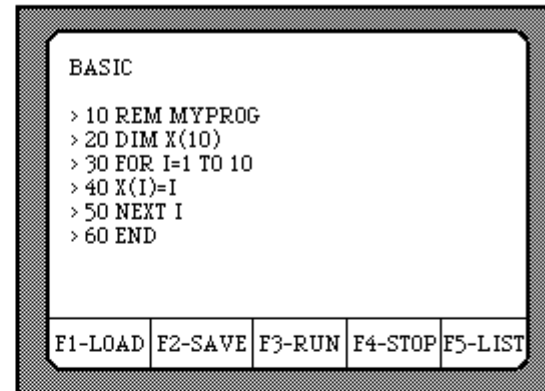 BASIC
> 10 REM MYPROG
> 20 DIM X(10)
> 30 FOR I=1 TO 10
> 40 X(I)=I
> 50 NEXT I
> 60 END
F1-LOAD F2-SAVE F3-RUN F4-STOP F5-LIST